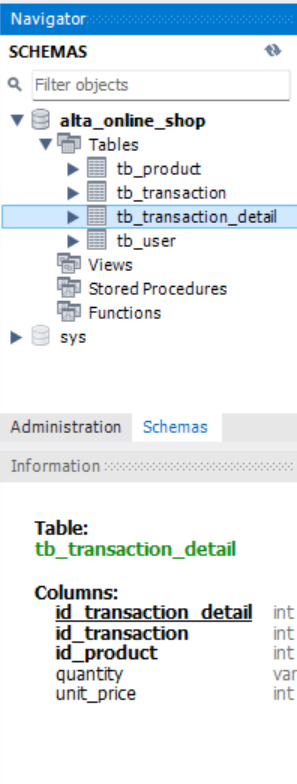 Navigator
SCHEMAS
Filter objects
alta_online_shop
Tables
tb_product
tb_transaction
tb_transaction_detail
tb_user
Views
Stored Procedures
Functions
sys
Administration Schemas
Information
Table:
tb_transaction_detail
Columns:
id_transaction_detail int
id_transaction int
id_product int
quantity var
unit_price int